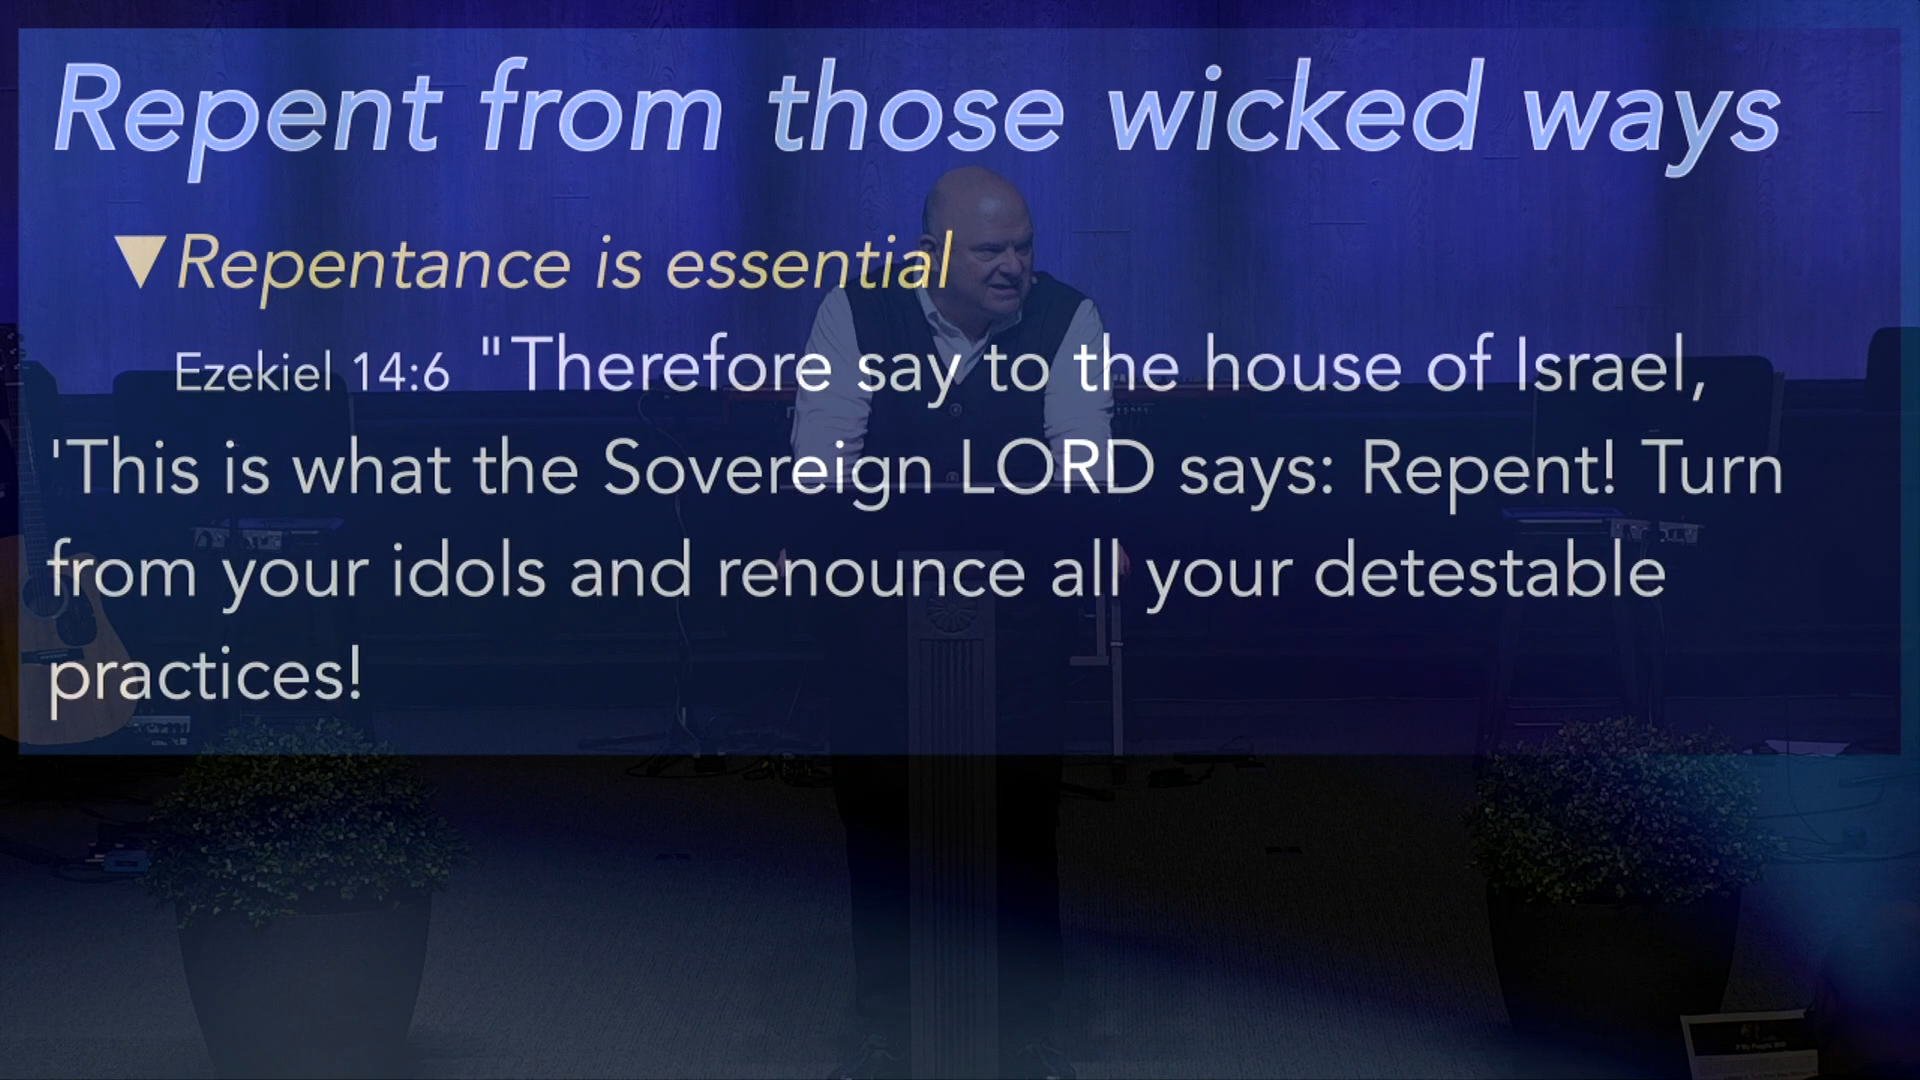 Repent from those wicked ways
▼Repentance is essential
Ezekiel 14:6 "Therefore say to the house of Israel,
'This is what the Sovereign LORD says: Repent! Turn
from your idols and renounce all your detestable
practices!